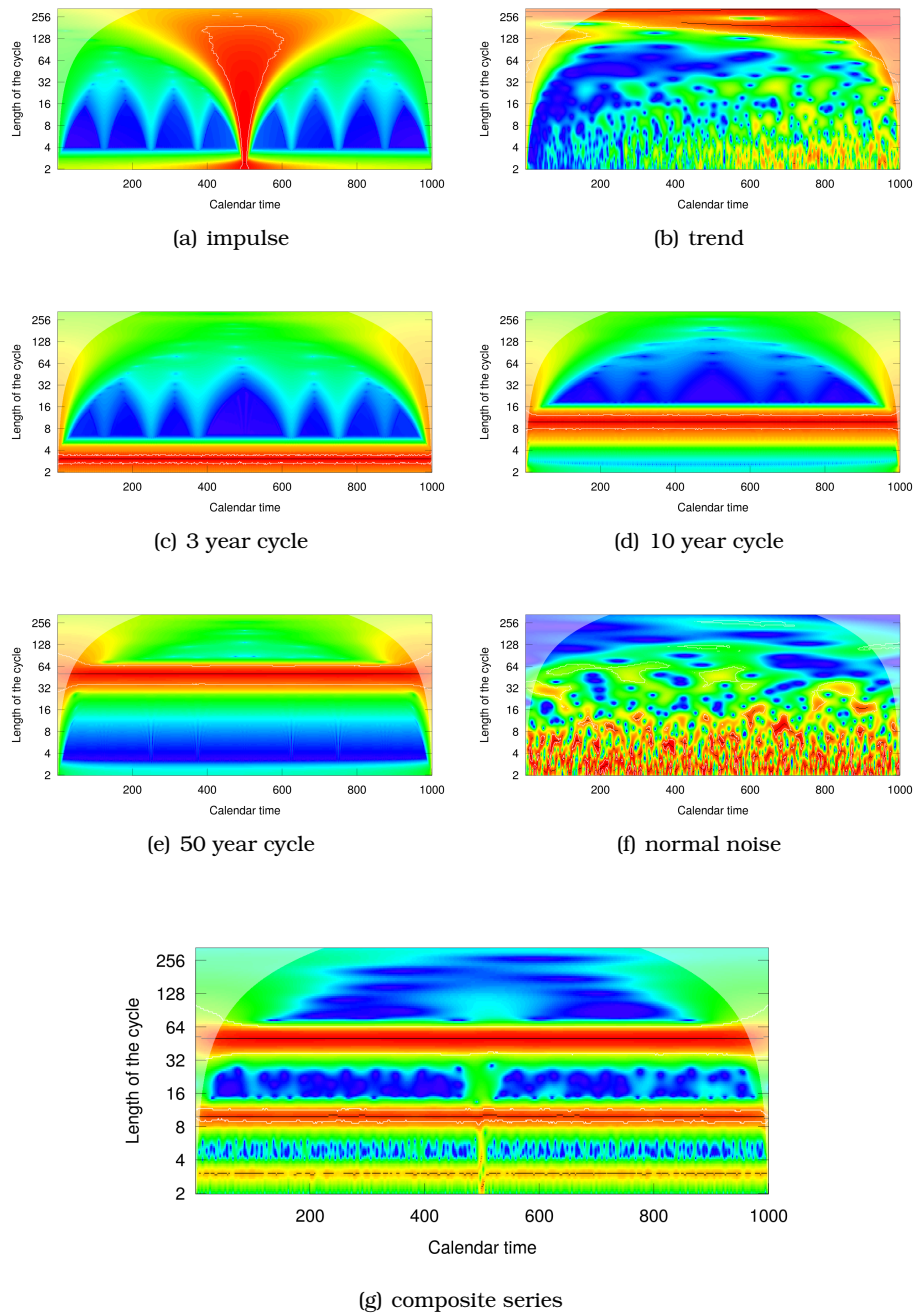 Length of the cycle
256
128
64
32
16
8
4
2
200 400 600 800 1000
Calendar time
(a) impulse
Length of the cycle
256
128
64
32
16
8
4
2
200 400 600 800 1000
Calendar time
(b) trend
Length of the cycle
256
128
64
32
16
8
4
2
200 400 600 800 1000
Calendar time
(c) 3 year cycle
Length of the cycle
256
128
64
32
16
8
4
2
200 400 600 800 1000
Calendar time
(d) 10 year cycle
Length of the cycle
256
128
64
32
16
8
4
2
200 400 600 800 1000
Calendar time
(e) 50 year cycle
Length of the cycle
256
128
64
32
16
8
4
2
200 400 600 800 1000
Calendar time
(f) normal noise
Length of the cycle
256
128
64
32
16
8
4
2
200 400 600 800 1000
Calendar time
(g) composite series